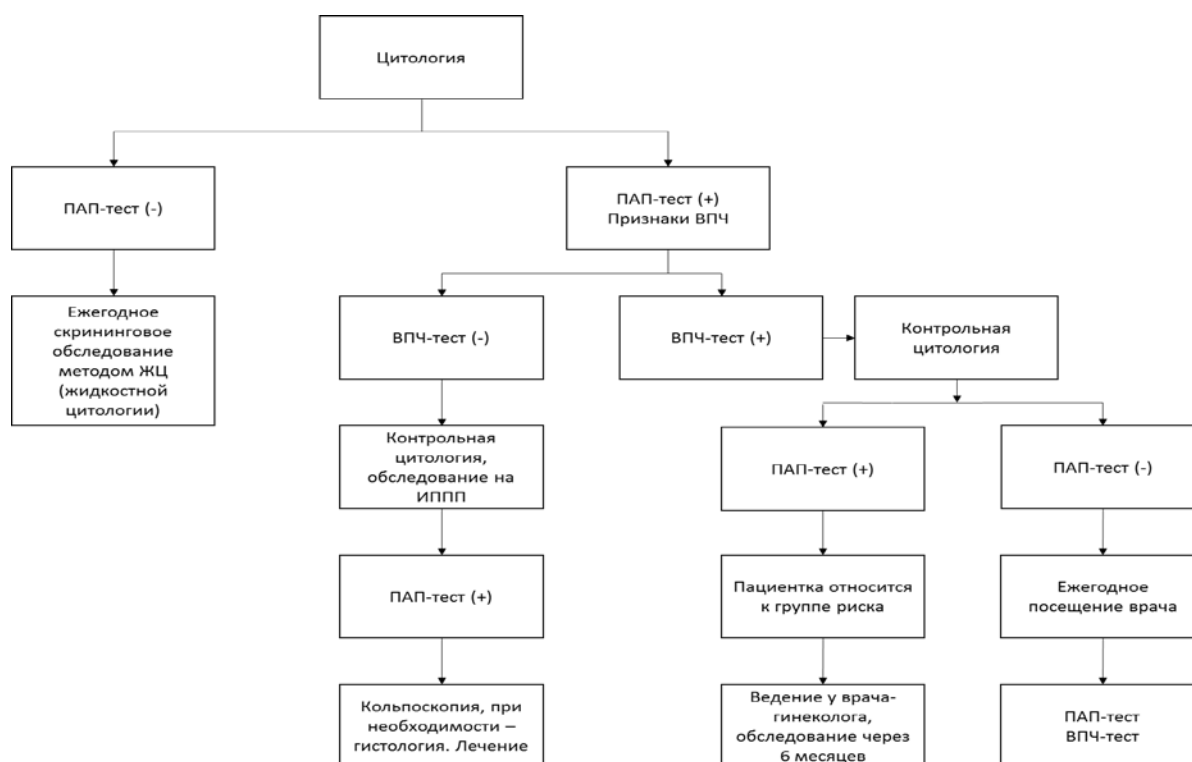 Цитология
ПАП-тест (-)
ПАП-тест (+)
Признаки ВПЧ
Ежегодное
скрининговое
обследование
методом ЖЦ
(жидкостной
цитологии)
ВПЧ-тест (-)
ВПЧ-тест (+)
Контрольная
цитология
Контрольная
цитология,
обследование на
ИППП
ПАП-тест (+)
ПАП-тест (-)
ПАП-тест (+)
Пациентка относится
к группе риска
Ежегодное
посещение врача
Кольпоскопия, при
необходимости –
гистология. Лечение
Ведение у врача-
гинеколога,
обследование через
6 месяцев
ПАП-тест
ВПЧ-тест